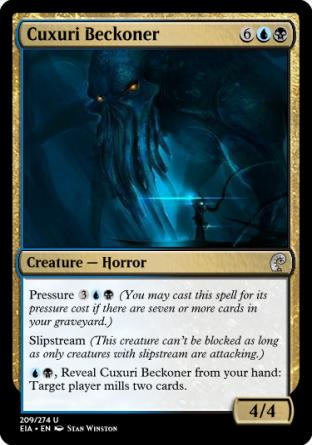 Cuxuri Beckoner 6
Creature — Horror
Pressure 3 (You may cast this spell for its
pressure cost if there are seven or more cards in
your graveyard.)
Slipstream (This creature can't be blocked as long
as only creatures with slipstream are attacking.)
, Reveal Cuxuri Beckoner from your hand:
Target player mills two cards.
4/4
209/274 U
EIA • EN Stan Winston